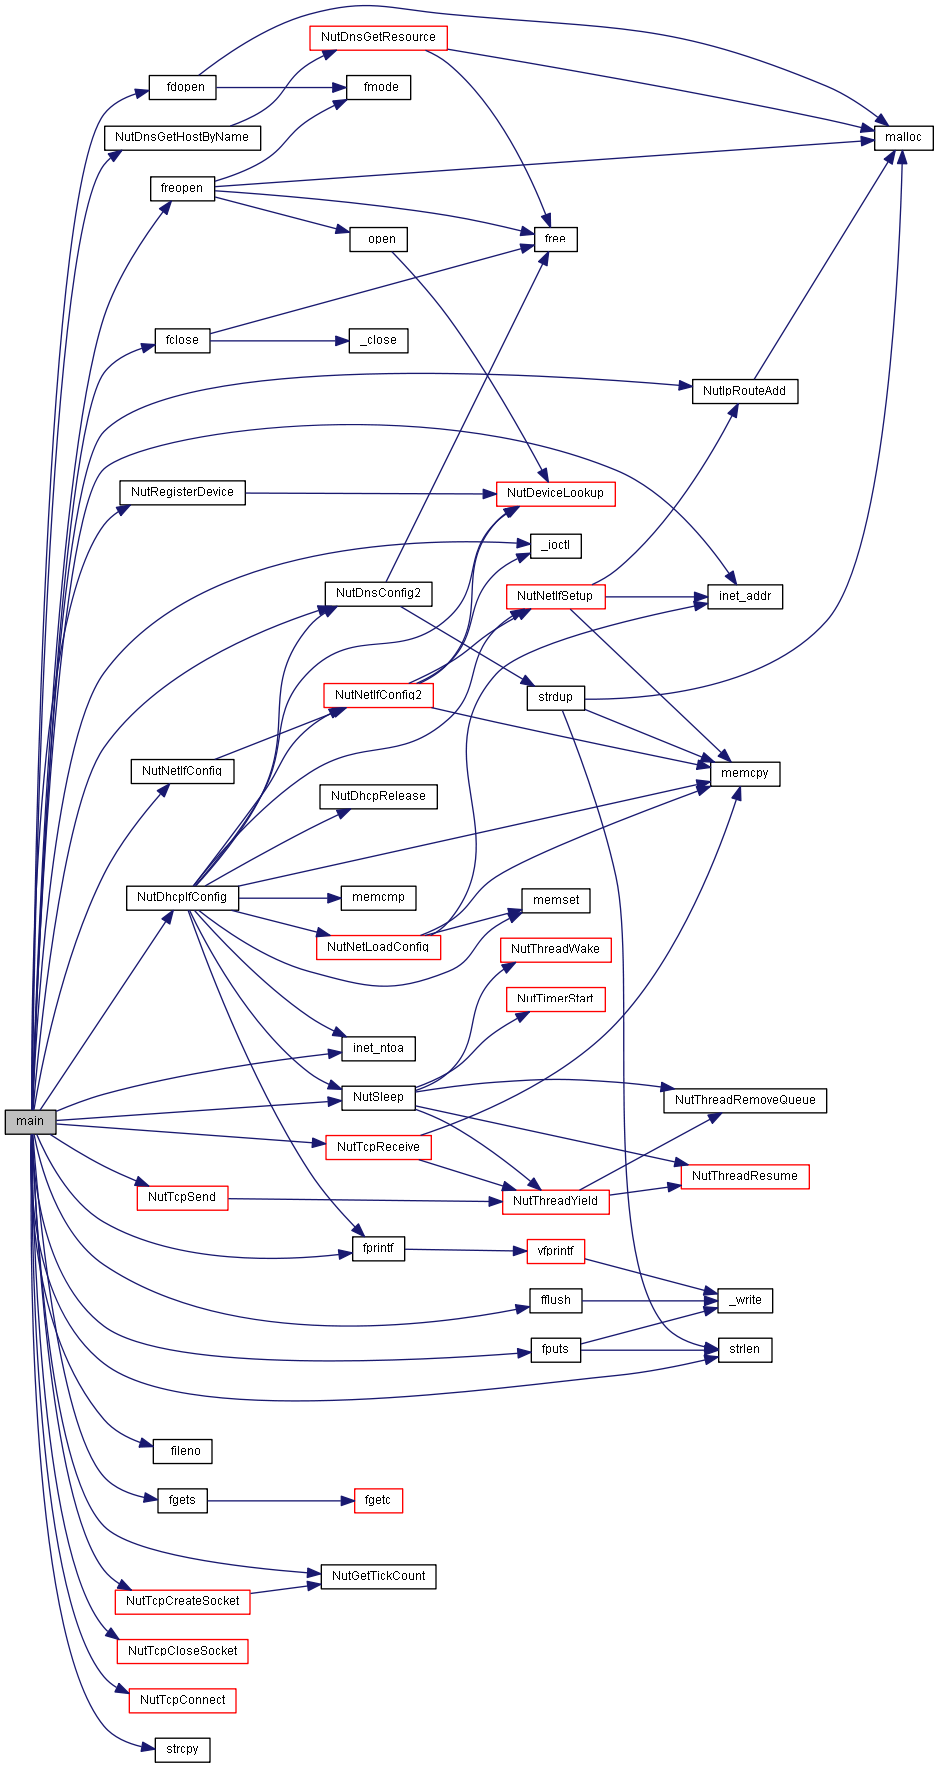 NutDnsGetResource
fdopen
fmode
NutDnsGetHostByName
malloc
freopen
_open
free
fclose
_close
NutIpRouteAdd
NutRegisterDevice
NutDeviceLookup
_ioctl
NutDnsConfig2
NutNetIfSetup
inet_addr
NutNetIfConfig2
strdup
NutNetIfConfig
memcpy
NutDhcpRelease
NutDhcpIfConfig
memcmp
memset
NutNetLoadConfig
NutThreadWake
NutTimerStart
inet_ntoa
NutSleep
NutThreadRemoveQueue
main
NutTcpReceive
NutThreadResume
NutTcpSend
NutThreadYield
fprintf
vfprintf
fflush
_write
fputs
strlen
_fileno
fgets
fgetc
NutGetTickCount
NutTcpCreateSocket
NutTcpCloseSocket
NutTcpConnect
strcpy